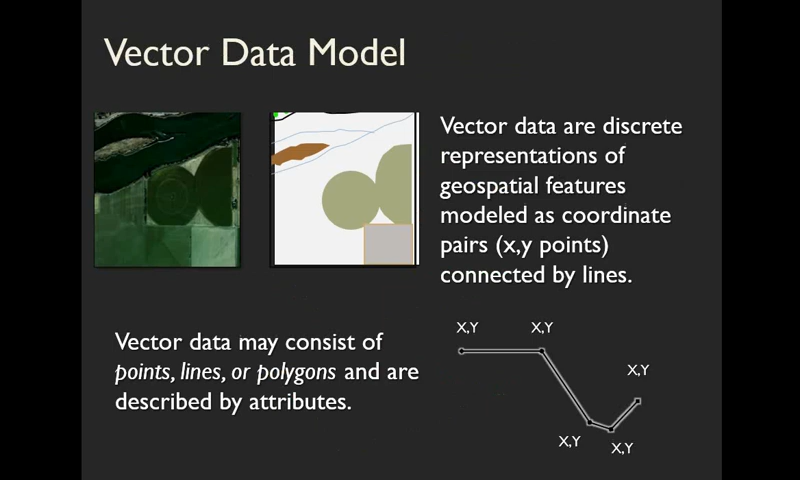 Vector Data Model
Vector data are discrete
representations of
geospatial features
modeled as coordinate
pairs (x,y points)
connected by lines.
Vector data may consist of
points, lines, or polygons and are
described by attributes.
X,Y
X,Y
X,Y
X,Y
X,Y